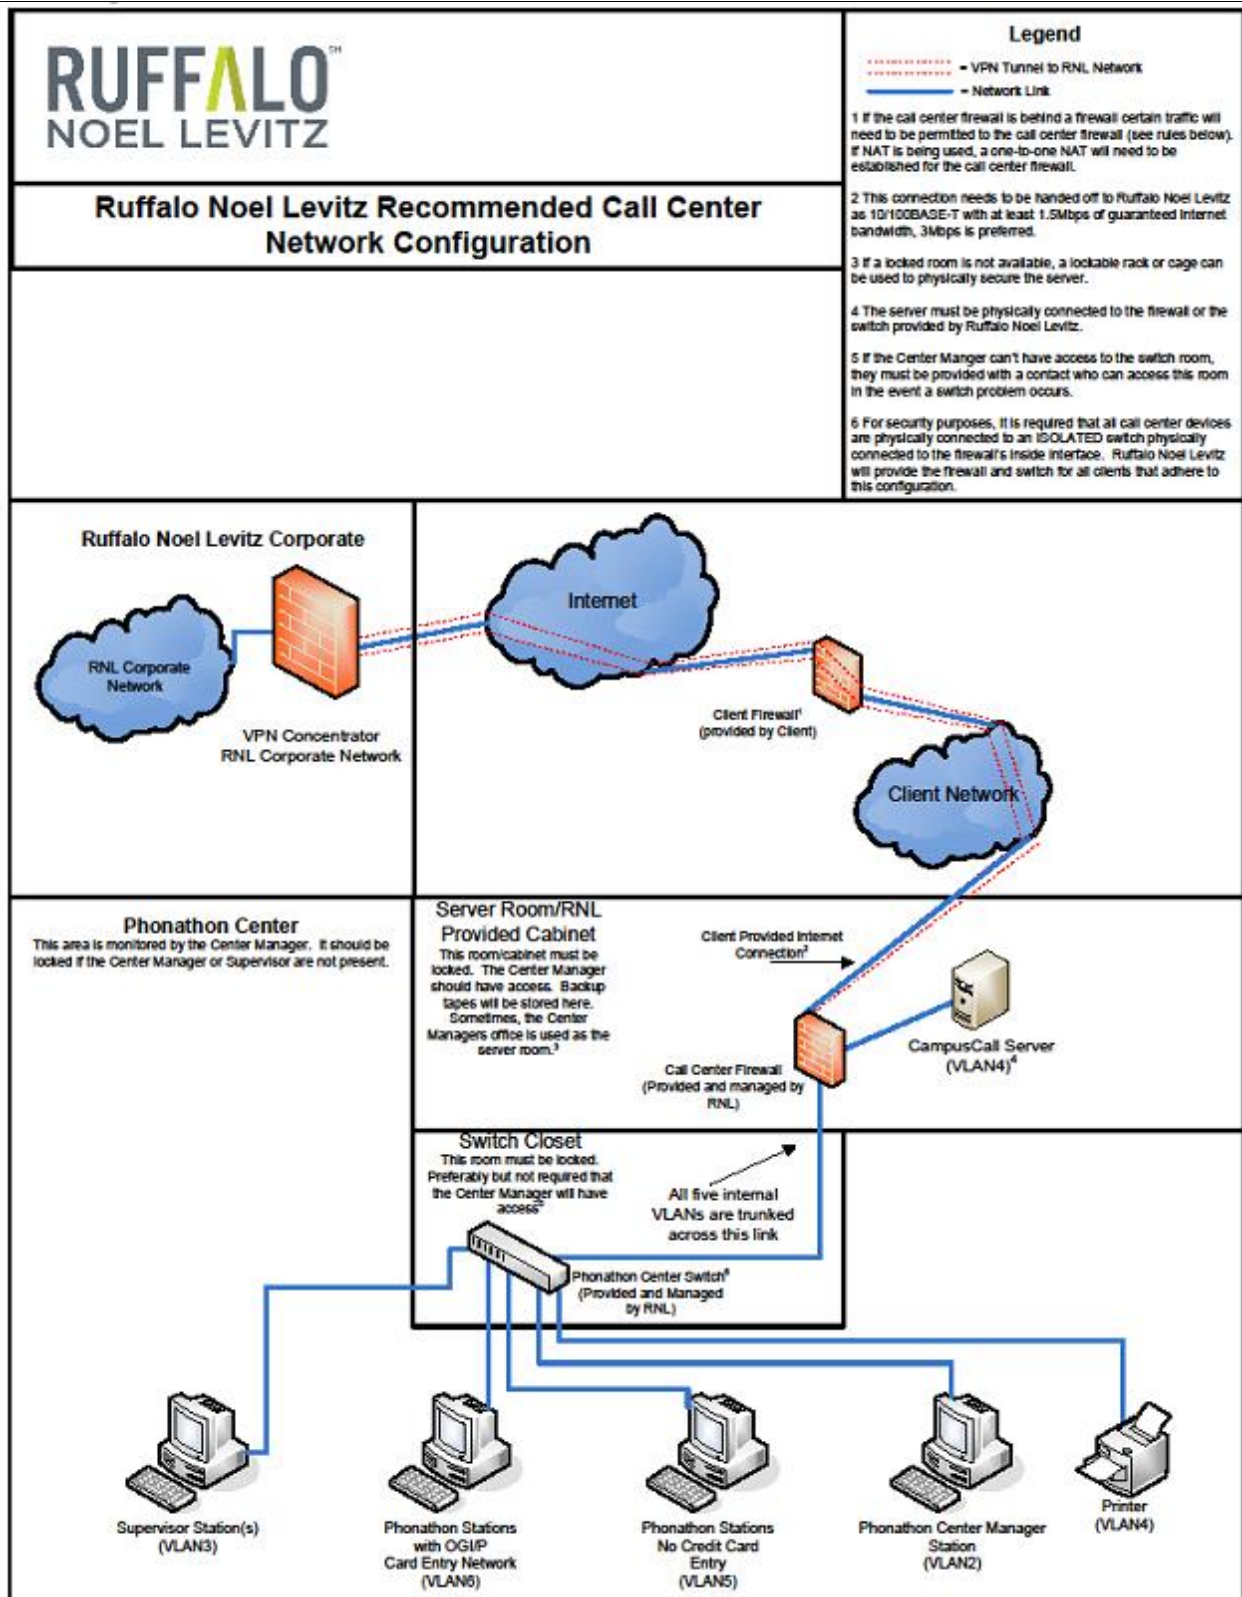 RUFFALO℠
NOEL LEVITZ
Ruffalo Noel Levitz Recommended Call Center
Network Configuration
Legend
= VPN Tunnel to RNL Network
= Network Link
1 If the call center firewall is behind a firewall certain traffic will
need to be permitted to the call center firewall (see rules below).
If NAT is being used, a one-to-one NAT will need to be
established for the call center firewall.
2 This connection needs to be handed off to Ruffalo Noel Levitz
as 10/100BASE-T with at least 1.5Mbps of guaranteed Internet
bandwidth, 3Mbps is preferred.
3 If a locked room is not available, a lockable rack or cage can
be used to physically secure the server.
4 The server must be physically connected to the firewall or the
switch provided by Ruffalo Noel Levitz.
5 If the Center Manger can't have access to the switch room,
they must be provided with a contact who can access this room
in the event a switch problem occurs.
6 For security purposes, it is required that all call center devices
are physically connected to an ISOLATED switch physically
connected to the firewall's inside interface. Ruffalo Noel Levitz
will provide the firewall and switch for all clients that adhere to
this configuration.
Ruffalo Noel Levitz Corporate
RNL Corporate
Network
VPN Concentrator
RNL Corporate Network
Internet
Client Firewall¹
(provided by Client)
Client Network
Phonathon Center
This area is monitored by the Center Manager. It should be
locked if the Center Manager or Supervisor are not present.
Server Room/RNL
Provided Cabinet
This room/cabinet must be
locked. The Center Manager
should have access. Backup
tapes will be stored here.
Sometimes, the Center
Managers office is used as the
server room.³
Client Provided Internet
Connection²
CampusCall Server
(VLAN4)⁴
Call Center Firewall
(Provided and managed by
RNL)
Switch Closet
This room must be locked.
Preferably but not required that
the Center Manager will have
access⁵
All five internal
VLANs are trunked
across this link
Phonathon Center Switch⁶
(Provided and Managed
by RNL)
Supervisor Station(s)
(VLAN3)
Phonathon Stations
with OGI/P
Card Entry Network
(VLAN6)
Phonathon Stations
No Credit Card
Entry
(VLAN5)
Phonathon Center Manager
Station
(VLAN2)
Printer
(VLAN4)